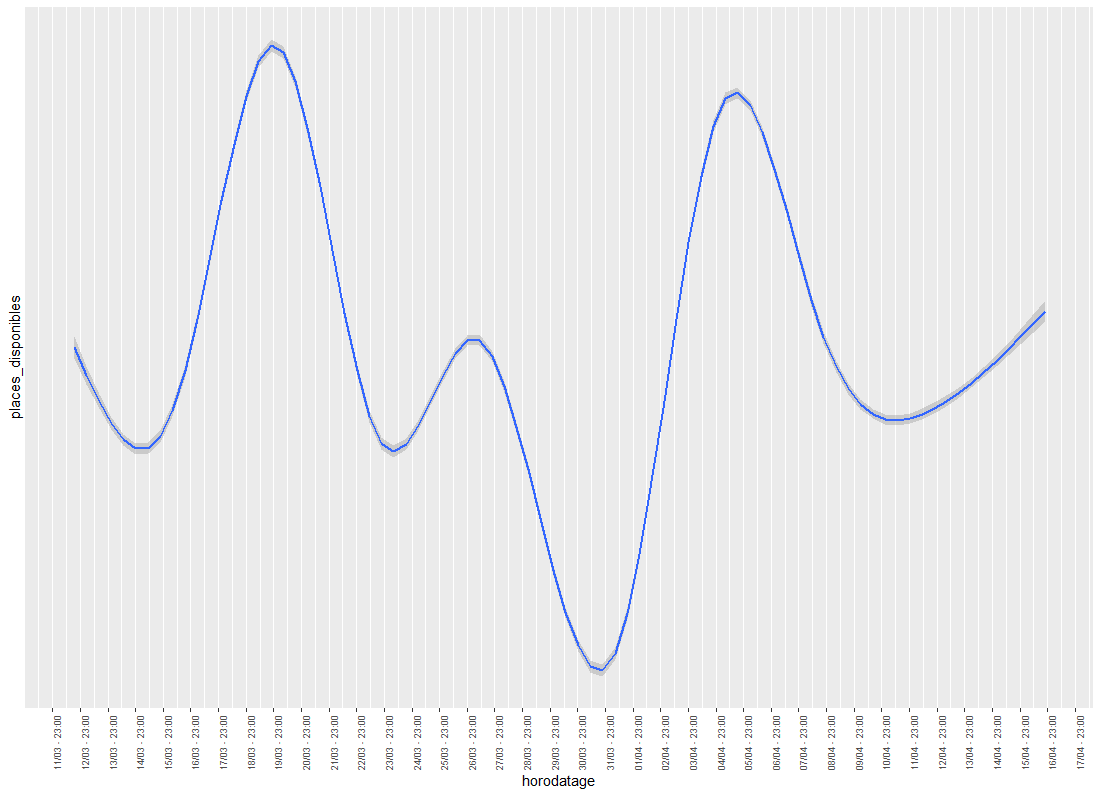 places_disponibles
11/03 - 23:00
12/03 - 23:00
13/03 - 23:00
14/03 - 23:00
15/03 - 23:00
16/03 - 23:00
17/03 - 23:00
18/03 - 23:00
19/03 - 23:00
20/03 - 23:00
21/03 - 23:00
22/03 - 23:00
23/03 - 23:00
24/03 - 23:00
25/03 - 23:00
26/03 - 23:00
27/03 - 23:00
28/03 - 23:00
29/03 - 23:00
30/03 - 23:00
31/03 - 23:00
01/04 - 23:00
02/04 - 23:00
03/04 - 23:00
04/04 - 23:00
05/04 - 23:00
06/04 - 23:00
07/04 - 23:00
08/04 - 23:00
09/04 - 23:00
10/04 - 23:00
11/04 - 23:00
12/04 - 23:00
13/04 - 23:00
14/04 - 23:00
15/04 - 23:00
16/04 - 23:00
17/04 - 23:00
horodatage